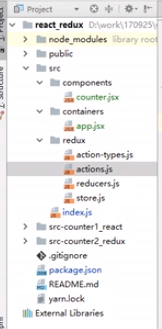 Project
react_redux D:\work\170925\
node_modules library root
public
src
components
counter.jsx
containers
app.jsx
redux
action-types.js
actions.js
reducers.js
store.js
index.js
src-counter1_react
src-counter2_redux
.gitignore
package.json
README.md
yarn.lock
External Libraries